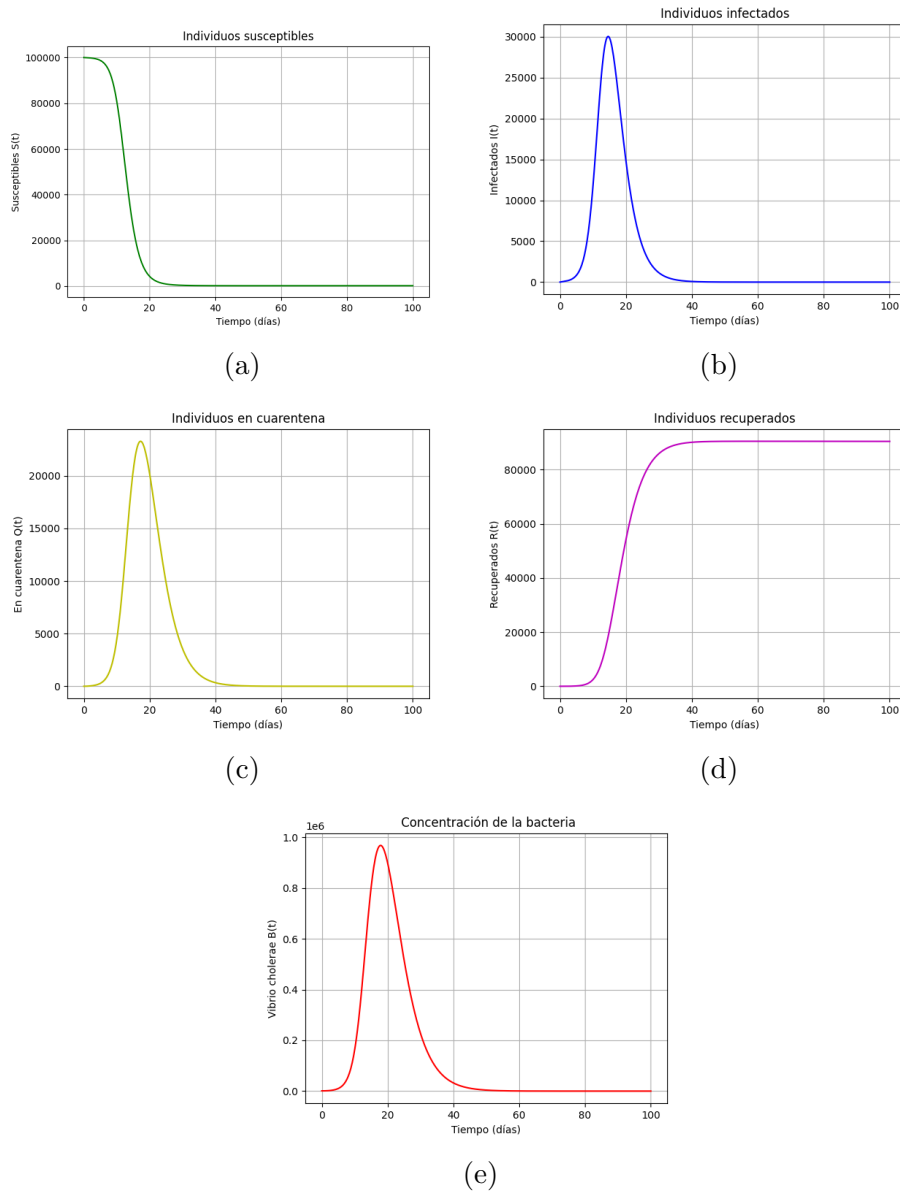 Individuos susceptibles
Susceptibles S(t)
100000
80000
60000
40000
20000
0
0 20 40 60 80 100
Tiempo (días)
(a)
Individuos infectados
Infectados I(t)
30000
25000
20000
15000
10000
5000
0
0 20 40 60 80 100
Tiempo (días)
(b)
Individuos en cuarentena
En cuarentena Q(t)
20000
15000
10000
5000
0
0 20 40 60 80 100
Tiempo (días)
(c)
Individuos recuperados
Recuperados R(t)
80000
60000
40000
20000
0
0 20 40 60 80 100
Tiempo (días)
(d)
Concentración de la bacteria
1e6
Vibrio cholerae B(t)
1.0
0.8
0.6
0.4
0.2
0.0
0 20 40 60 80 100
Tiempo (días)
(e)